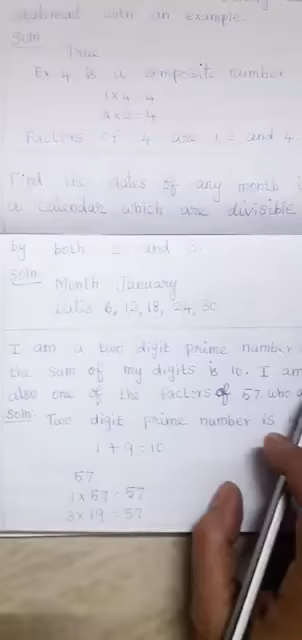 statement with an example.
Soln
True
Ex 4 is a composite number
1 x 4 = 4
2 x 2 = 4
Factors of 4 are 1 2 and 4.
Find the dates of any month
a calendar which are divisible
by both 2 and 3.
Soln
Month January
Dates 6, 12, 18, 24, 30
I am a two digit prime number
the sum of my digits is 10. I am
also one of the factors of 57. Who
Soln: Two digit prime number is
1 + 9 = 10
57
1 x 57 = 57
3 x 19 = 57